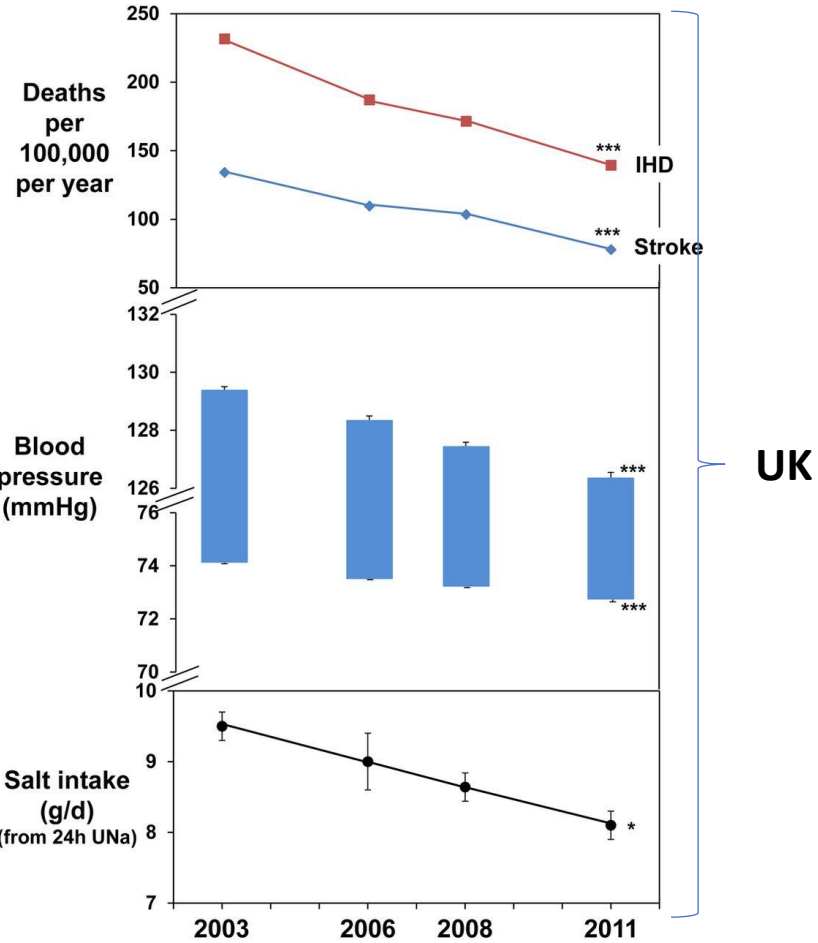 250
200
150
100
50
Deaths
per
100,000
per year
***
IHD
***
Stroke
132
130
128
126
76
74
72
70
Blood
pressure
(mmHg)
***
***
UK
10
9
8
7
Salt intake
(g/d)
(from 24h UNa)
*
2003 2006 2008 2011